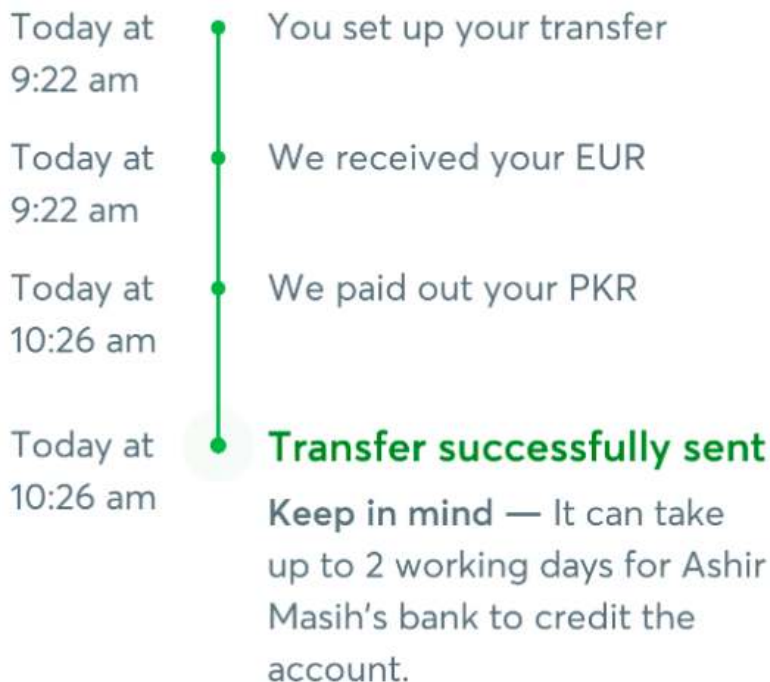 Today at
9:22 am
You set up your transfer
Today at
9:22 am
We received your EUR
Today at
10:26 am
We paid out your PKR
Today at
10:26 am
Transfer successfully sent
Keep in mind — It can take
up to 2 working days for Ashir
Masih's bank to credit the
account.